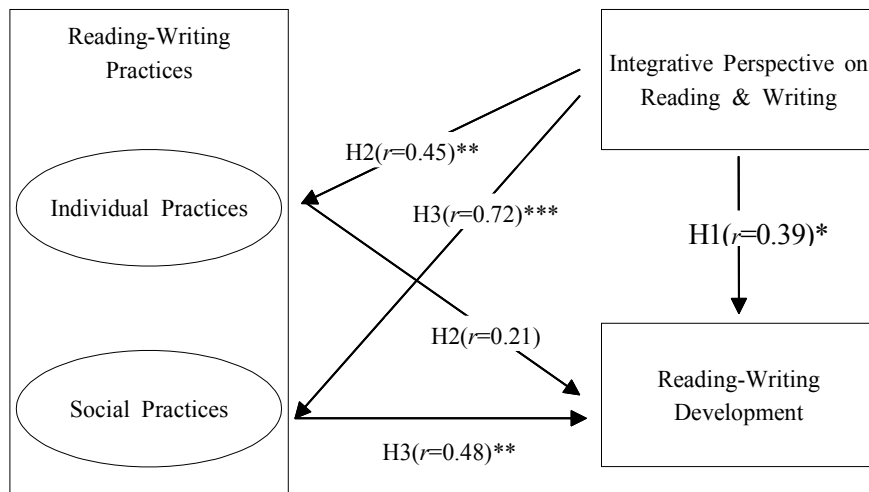 Reading-Writing
Practices
Individual Practices
Social Practices
H2(r=0.45)**
H3(r=0.72)***
H2(r=0.21)
H3(r=0.48)**
Integrative Perspective on
Reading & Writing
H1(r=0.39)*
Reading-Writing
Development